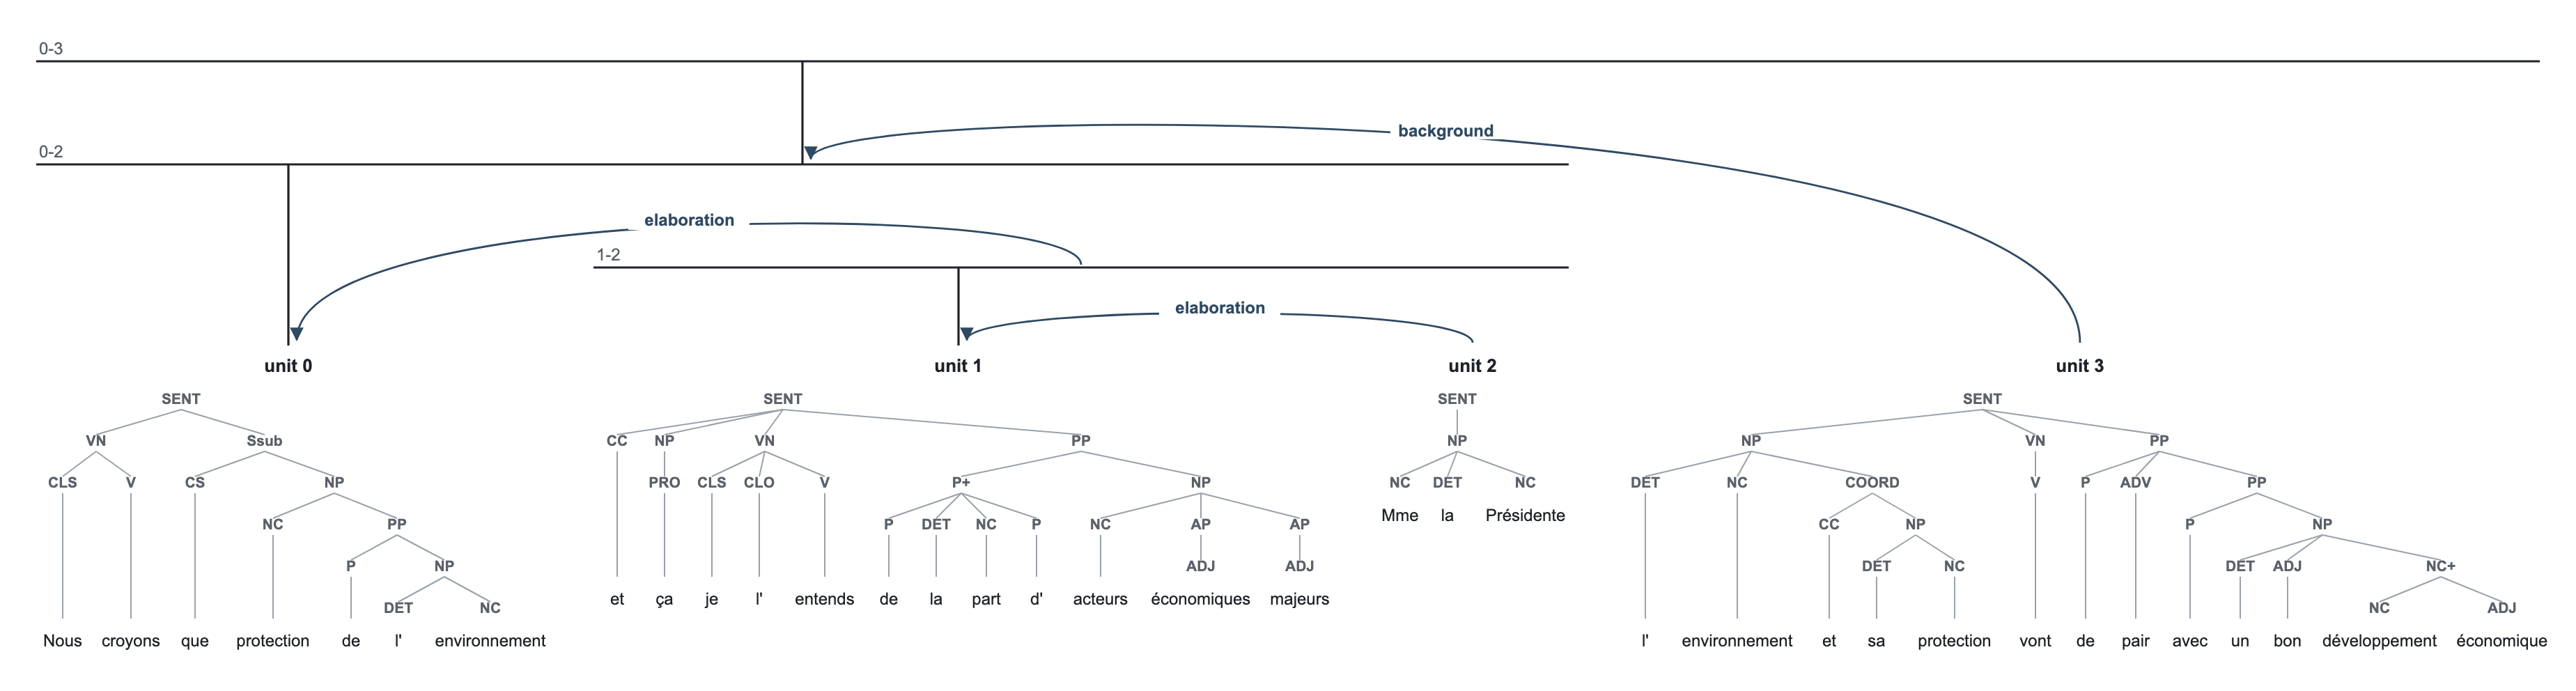 0-3
background
0-2
elaboration
1-2
elaboration
unit 0 unit 1 unit 2 unit 3
SENT SENT SENT SENT
VN Ssub CC NP VN PP NP NP VN PP
CLS V CS NP PRO CLS CLO V P+ NP NC DET NC DET NC COORD V P ADV PP
Mme la Présidente
NC PP P DET NC P NC AP AP CC NP P NP
P NP ADJ ADJ DET NC DET ADJ NC+
et ça je l' entends de la part d' acteurs économiques majeurs
DET NC NC ADJ
Nous croyons que protection de l' environnement l' environnement et sa protection vont de pair avec un bon développement économique